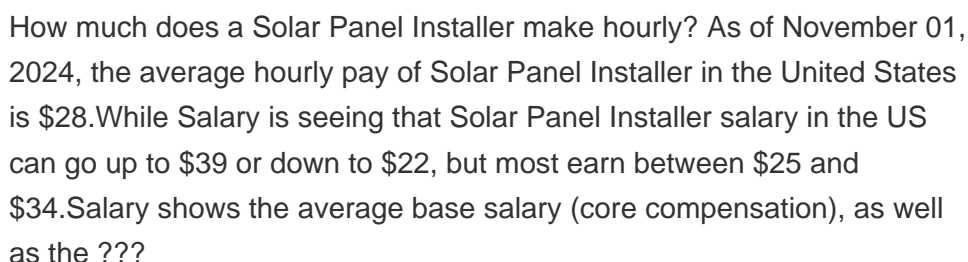 How much does a Solar Panel Installer make hourly? As of November 01,
2024, the average hourly pay of Solar Panel Installer in the United States
is $28.While Salary is seeing that Solar Panel Installer salary in the US
can go up to $39 or down to $22, but most earn between $25 and
$34.Salary shows the average base salary (core compensation), as well
as the ???